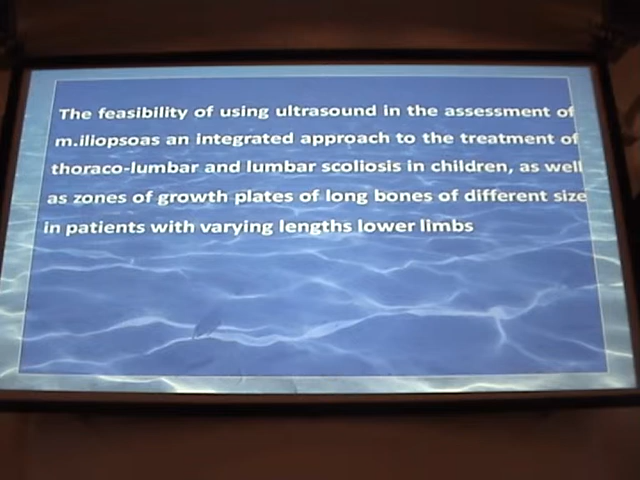 The feasibility of using ultrasound in the assessment of
m.iliopsoas an integrated approach to the treatment of
thoraco-lumbar and lumbar scoliosis in children, as well
as zones of growth plates of long bones of different size
in patients with varying lengths lower limbs